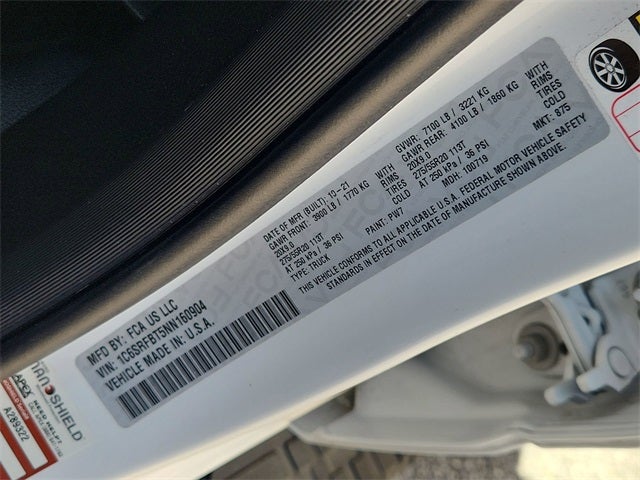 MFD BY: FCA US LLC
VIN: 1C6SRFBT5NN160904
VEHICLE MADE IN: U.S.A.
DATE OF MFR (BUILT): 10-21
GAWR FRONT: 3900 LB / 1770 KG WITH
20X9.0 RIMS
275/55R20 113T TIRES
AT 250 kPa / 36 PSI COLD
TYPE: TRUCK PAINT: PW7
GVWR: 7100 LB / 3221 KG
GAWR REAR: 4100 LB / 1860 KG WITH
20X9.0 RIMS
275/55R20 113T TIRES
AT 250 kPa / 36 PSI COLD
MDH: 100719 MKT: 875
THIS VEHICLE CONFORMS TO ALL APPLICABLE U.S.A. FEDERAL MOTOR VEHICLE SAFETY
STANDARDS IN EFFECT ON THE DATE OF MANUFACTURE SHOWN ABOVE.
SHIELD
APEX
NEED HELP?
AZ89322